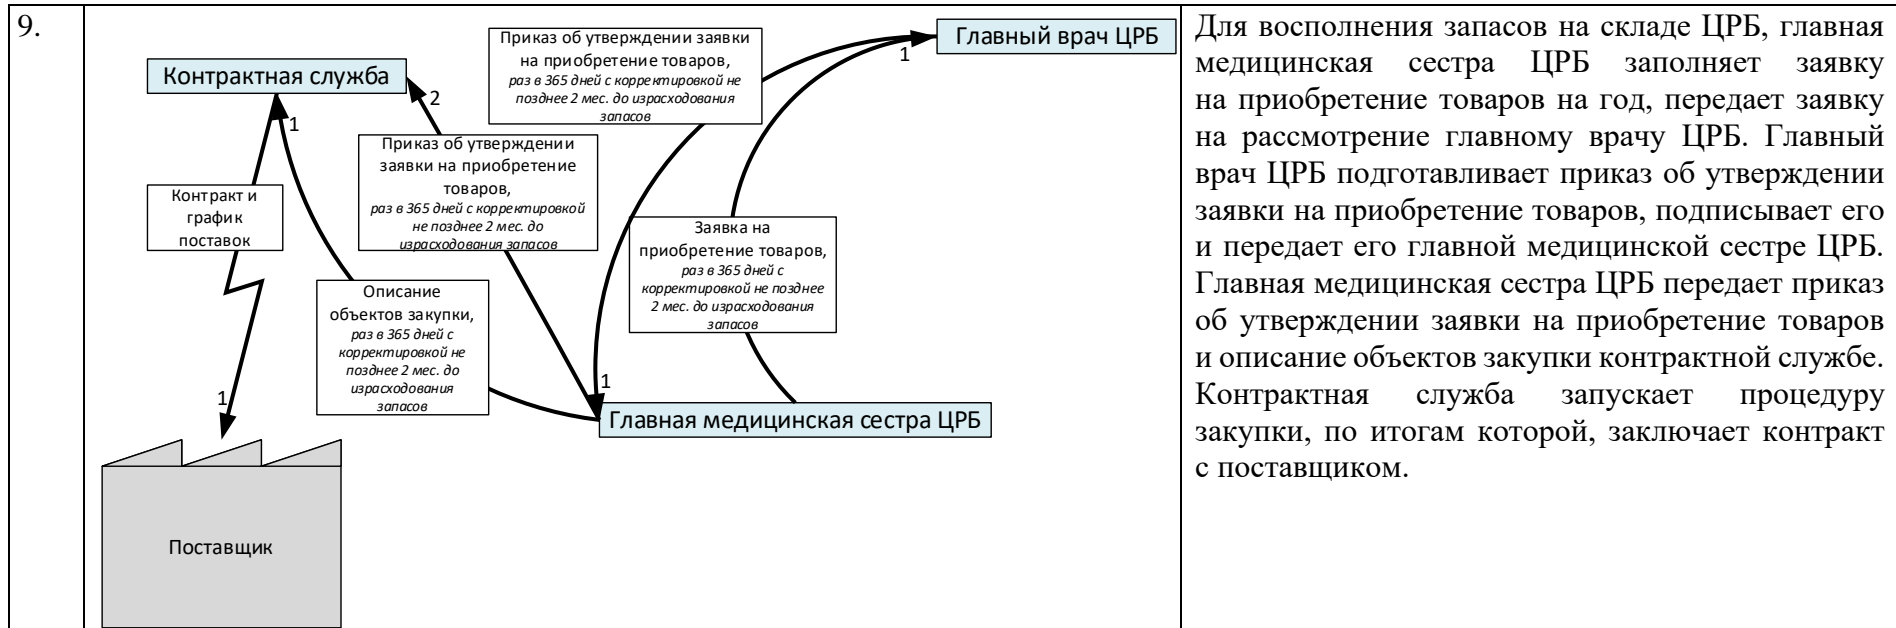 9.
Приказ об утверждении заявки
на приобретение товаров,
раз в 365 дней с корректировкой не
позднее 2 мес. до израсходования
запасов
Главный врач ЦРБ
1
Контрактная служба
2
1
Приказ об утверждении
заявки на приобретение
товаров,
раз в 365 дней с корректировкой
не позднее 2 мес. до
израсходования запасов
Контракт и
график
поставок
Заявка на
приобретение товаров,
раз в 365 дней с
корректировкой не позднее
2 мес. до израсходования
запасов
Описание
объектов закупки,
раз в 365 дней с
корректировкой не
позднее 2 мес. до
израсходования
запасов
1
1
Главная медицинская сестра ЦРБ
Поставщик
Для восполнения запасов на складе ЦРБ, главная
медицинская сестра ЦРБ заполняет заявку
на приобретение товаров на год, передает заявку
на рассмотрение главному врачу ЦРБ. Главный
врач ЦРБ подготавливает приказ об утверждении
заявки на приобретение товаров, подписывает его
и передает его главной медицинской сестре ЦРБ.
Главная медицинская сестра ЦРБ передает приказ
об утверждении заявки на приобретение товаров
и описание объектов закупки контрактной службе.
Контрактная служба запускает процедуру
закупки, по итогам которой, заключает контракт
с поставщиком.